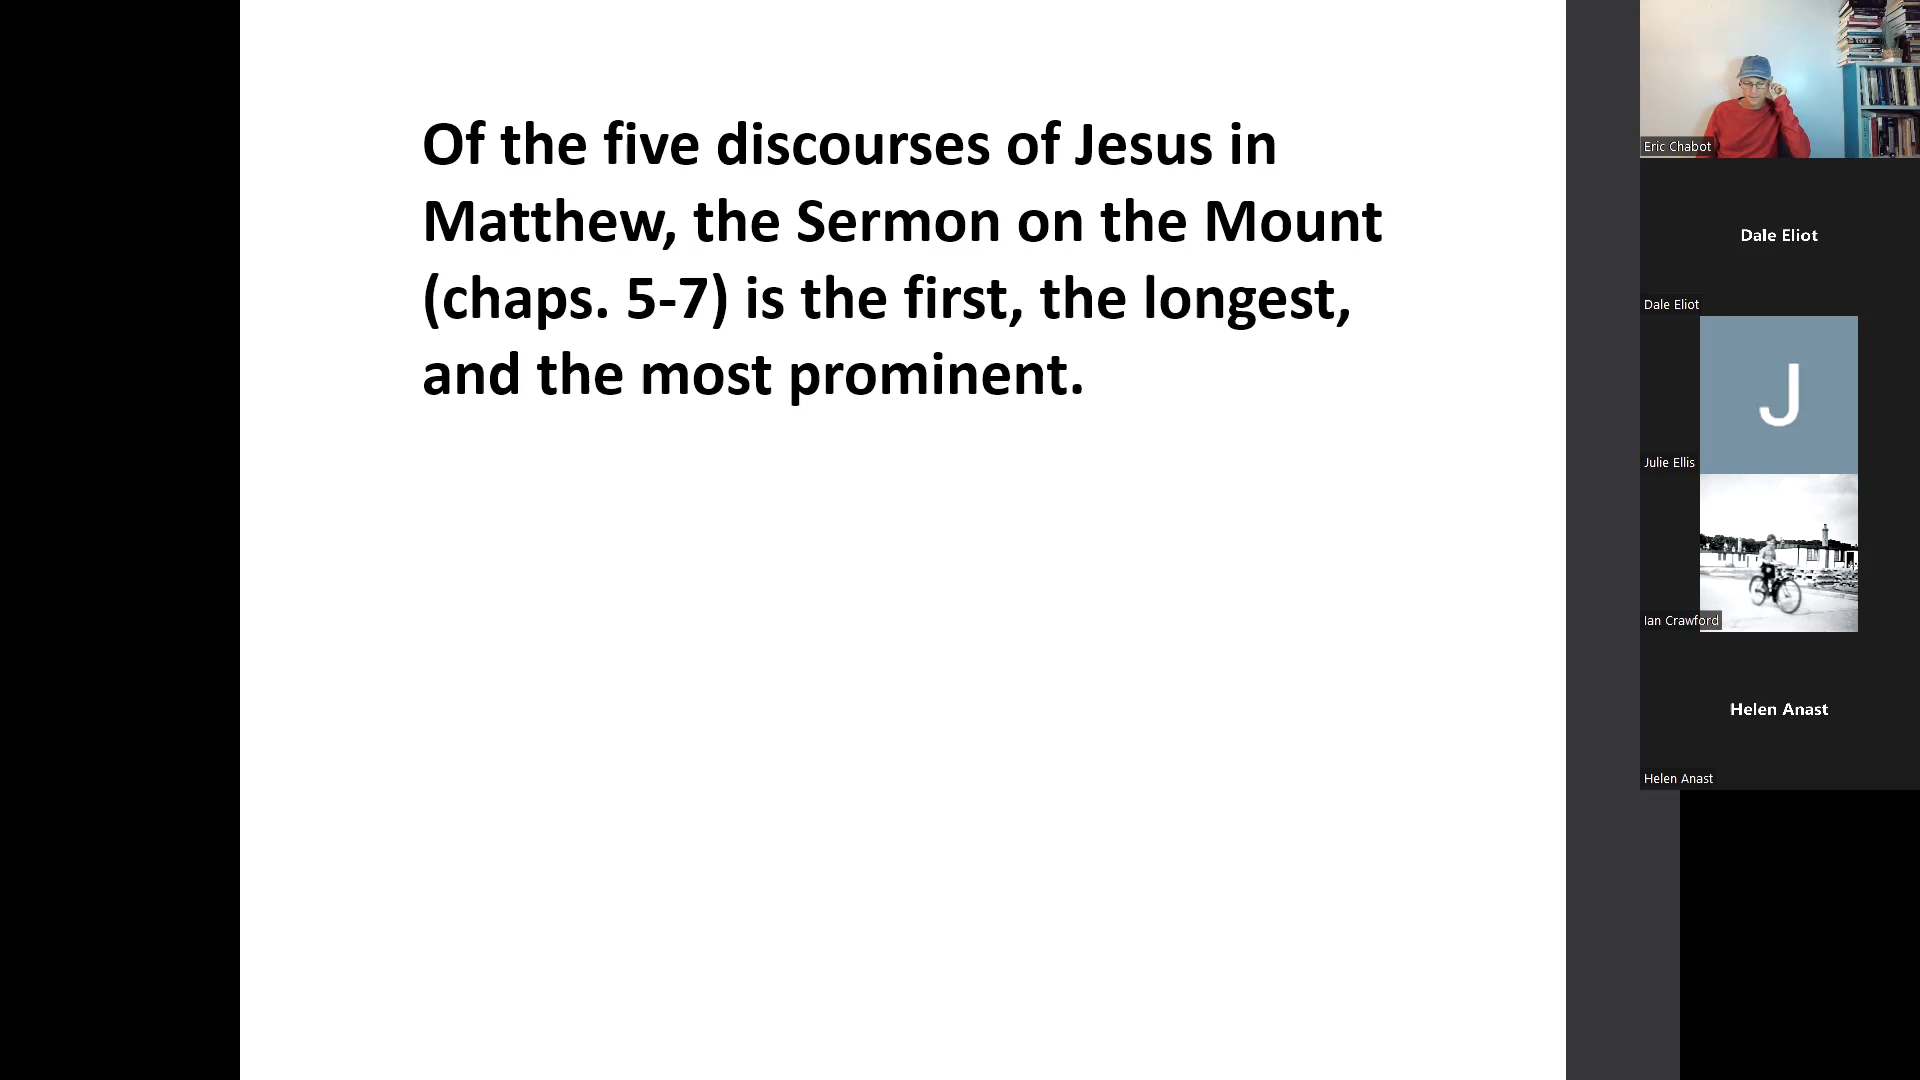 Of the five discourses of Jesus in
Matthew, the Sermon on the Mount
(chaps. 5-7) is the first, the longest,
and the most prominent.
Eric Chabot
Dale Eliot
Dale Eliot
J
Julie Ellis
Ian Crawford
Helen Anast
Helen Anast